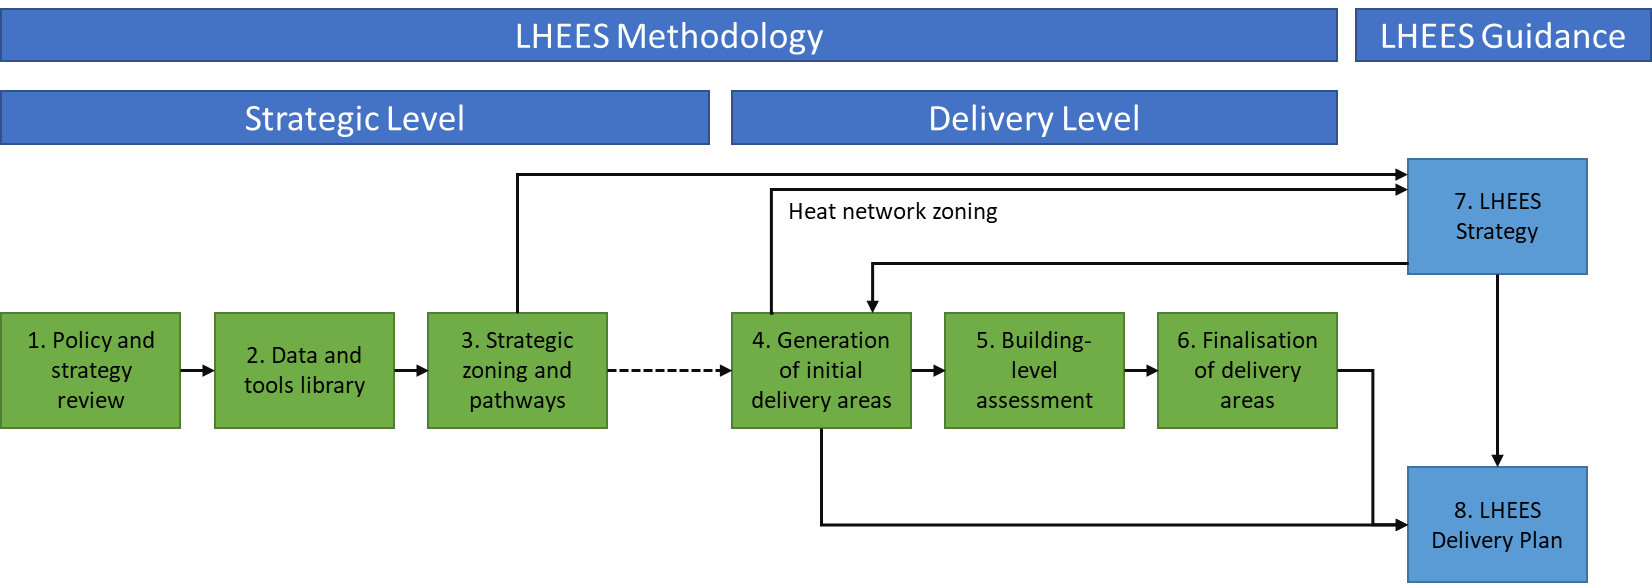 LHEES Methodology
LHEES Guidance
Strategic Level
Delivery Level
Heat network zoning
7. LHEES
Strategy
1. Policy and
strategy
review
2. Data and
tools library
3. Strategic
zoning and
pathways
4. Generation
of initial
delivery areas
5. Building-
level
assessment
6. Finalisation
of delivery
areas
8. LHEES
Delivery Plan